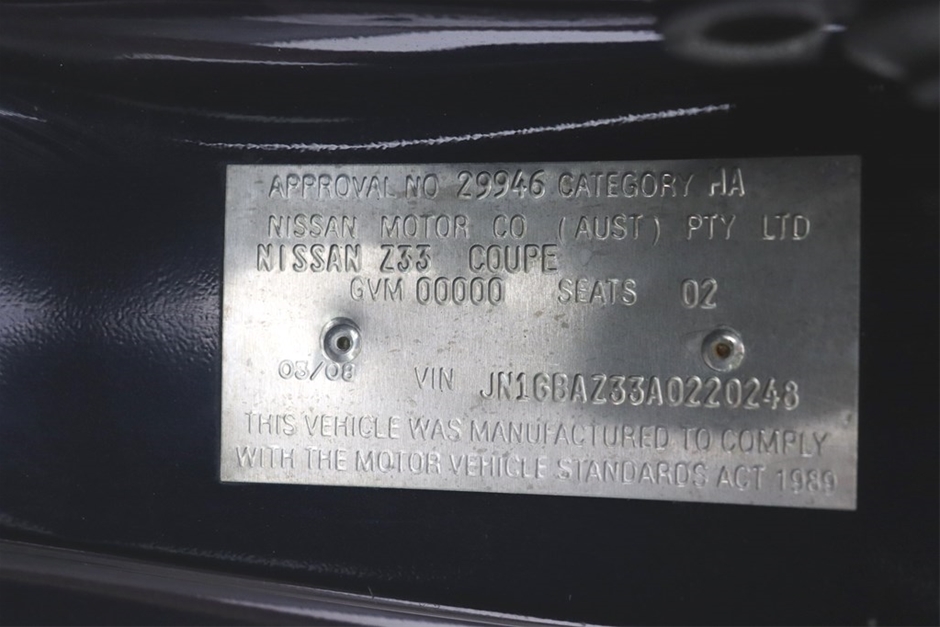 APPROVAL NO 29946 CATEGORY MA
NISSAN MOTOR CO (AUST) PTY LTD
NISSAN Z33 COUPE
GVM 00000 SEATS 02
03/08 VIN JN1GBAZ33A0220248
THIS VEHICLE WAS MANUFACTURED TO COMPLY
WITH THE MOTOR VEHICLE STANDARDS ACT 1989